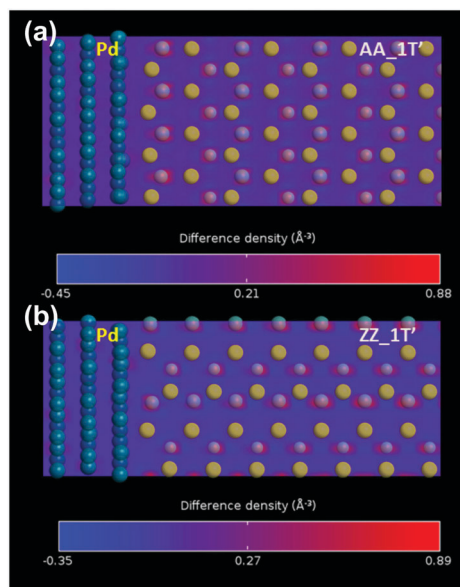 (a)
Pd
AA_1T’
Difference density (Å⁻³)
-0.45
0.21
0.88
(b)
Pd
ZZ_1T’
Difference density (Å⁻³)
-0.35
0.27
0.89